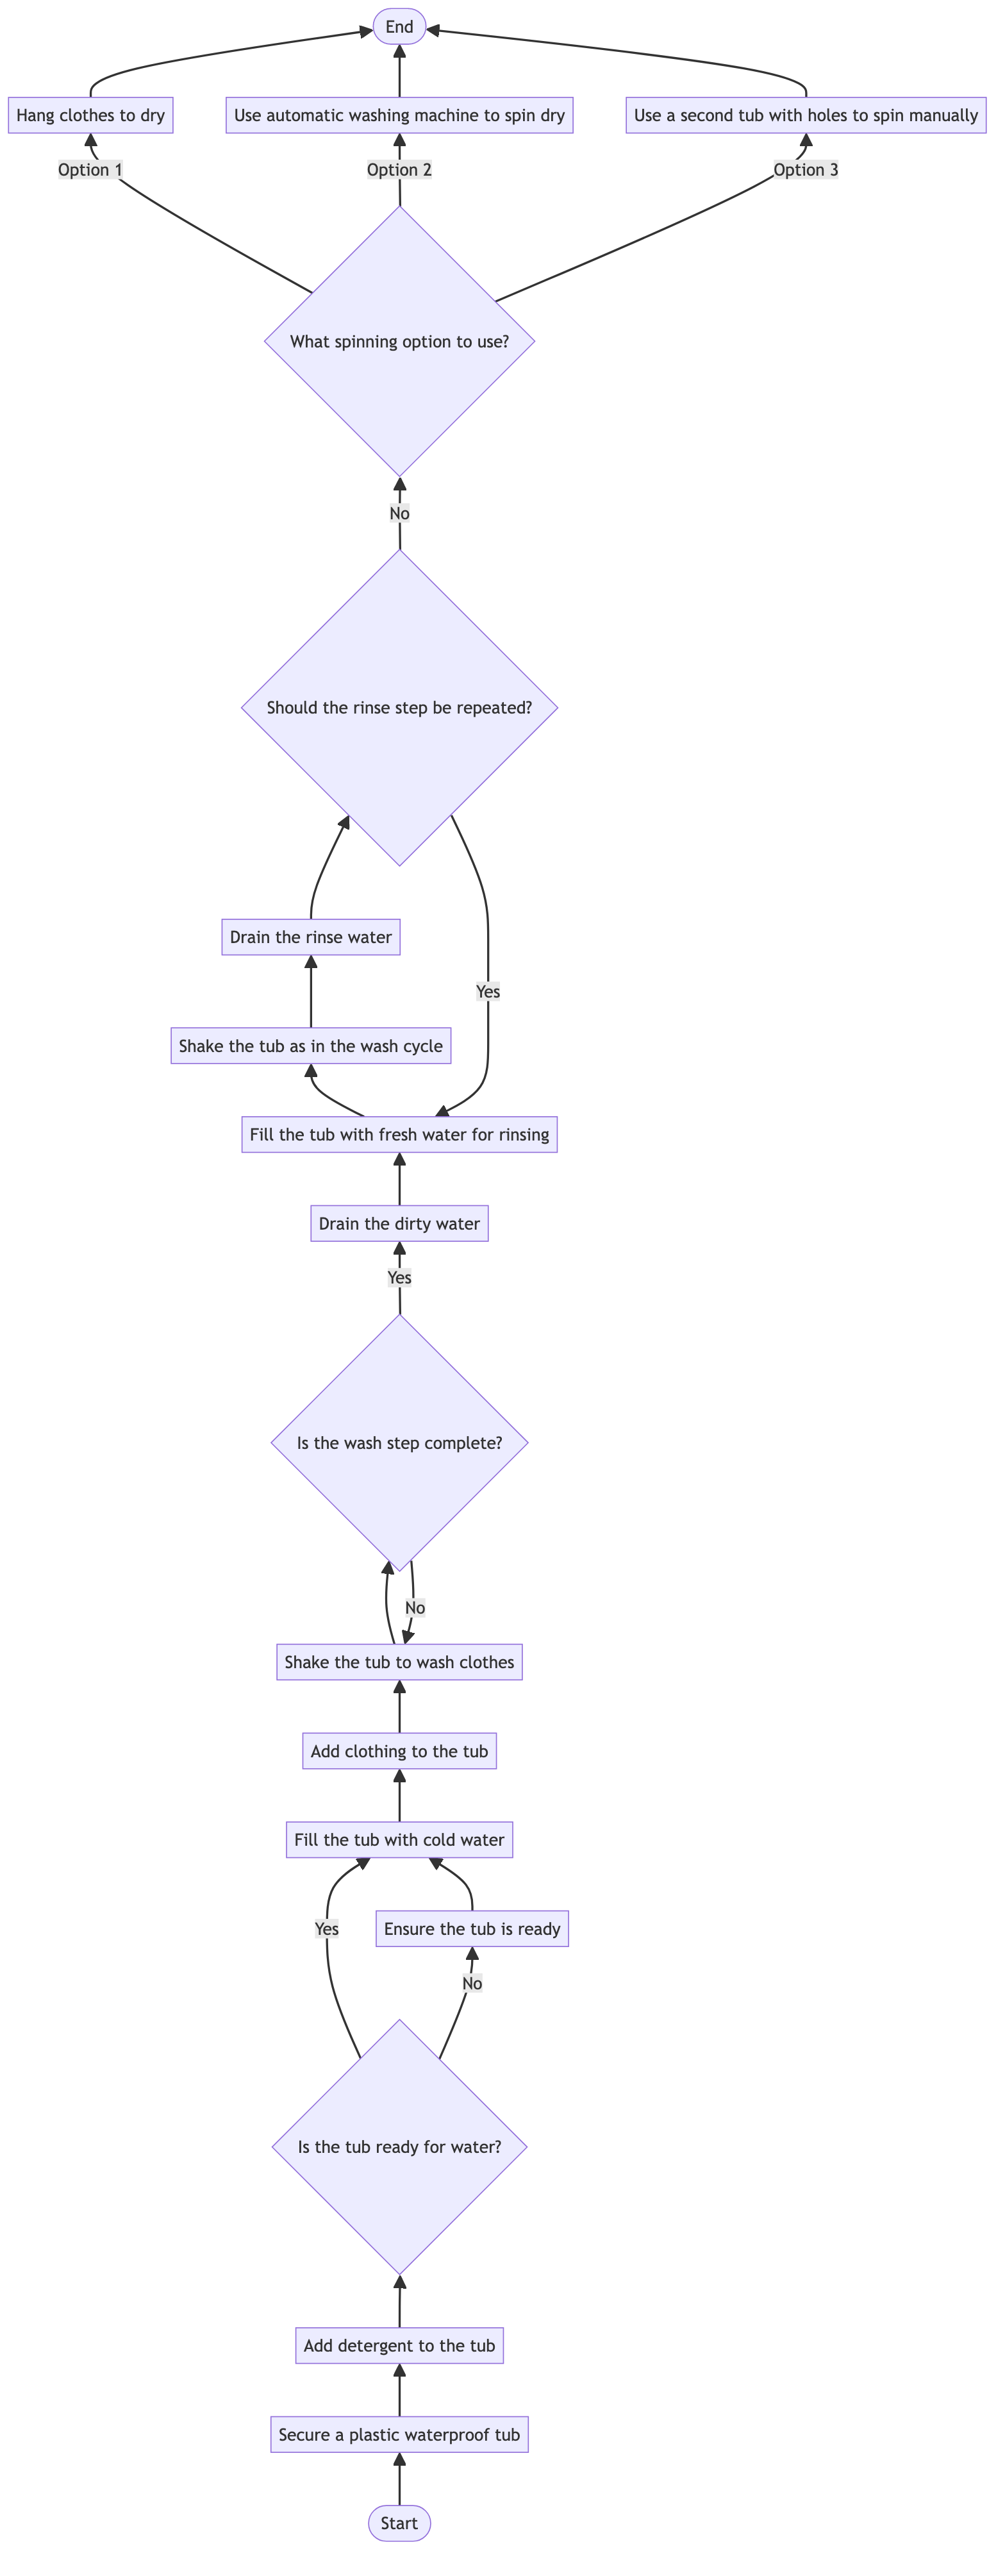 End
Hang clothes to dry
Use automatic washing machine to spin dry
Use a second tub with holes to spin manually
Option 1
Option 2
Option 3
What spinning option to use?
No
Should the rinse step be repeated?
Drain the rinse water
Yes
Shake the tub as in the wash cycle
Fill the tub with fresh water for rinsing
Drain the dirty water
Yes
Is the wash step complete?
No
Shake the tub to wash clothes
Add clothing to the tub
Fill the tub with cold water
Yes
Ensure the tub is ready
No
Is the tub ready for water?
Add detergent to the tub
Secure a plastic waterproof tub
Start